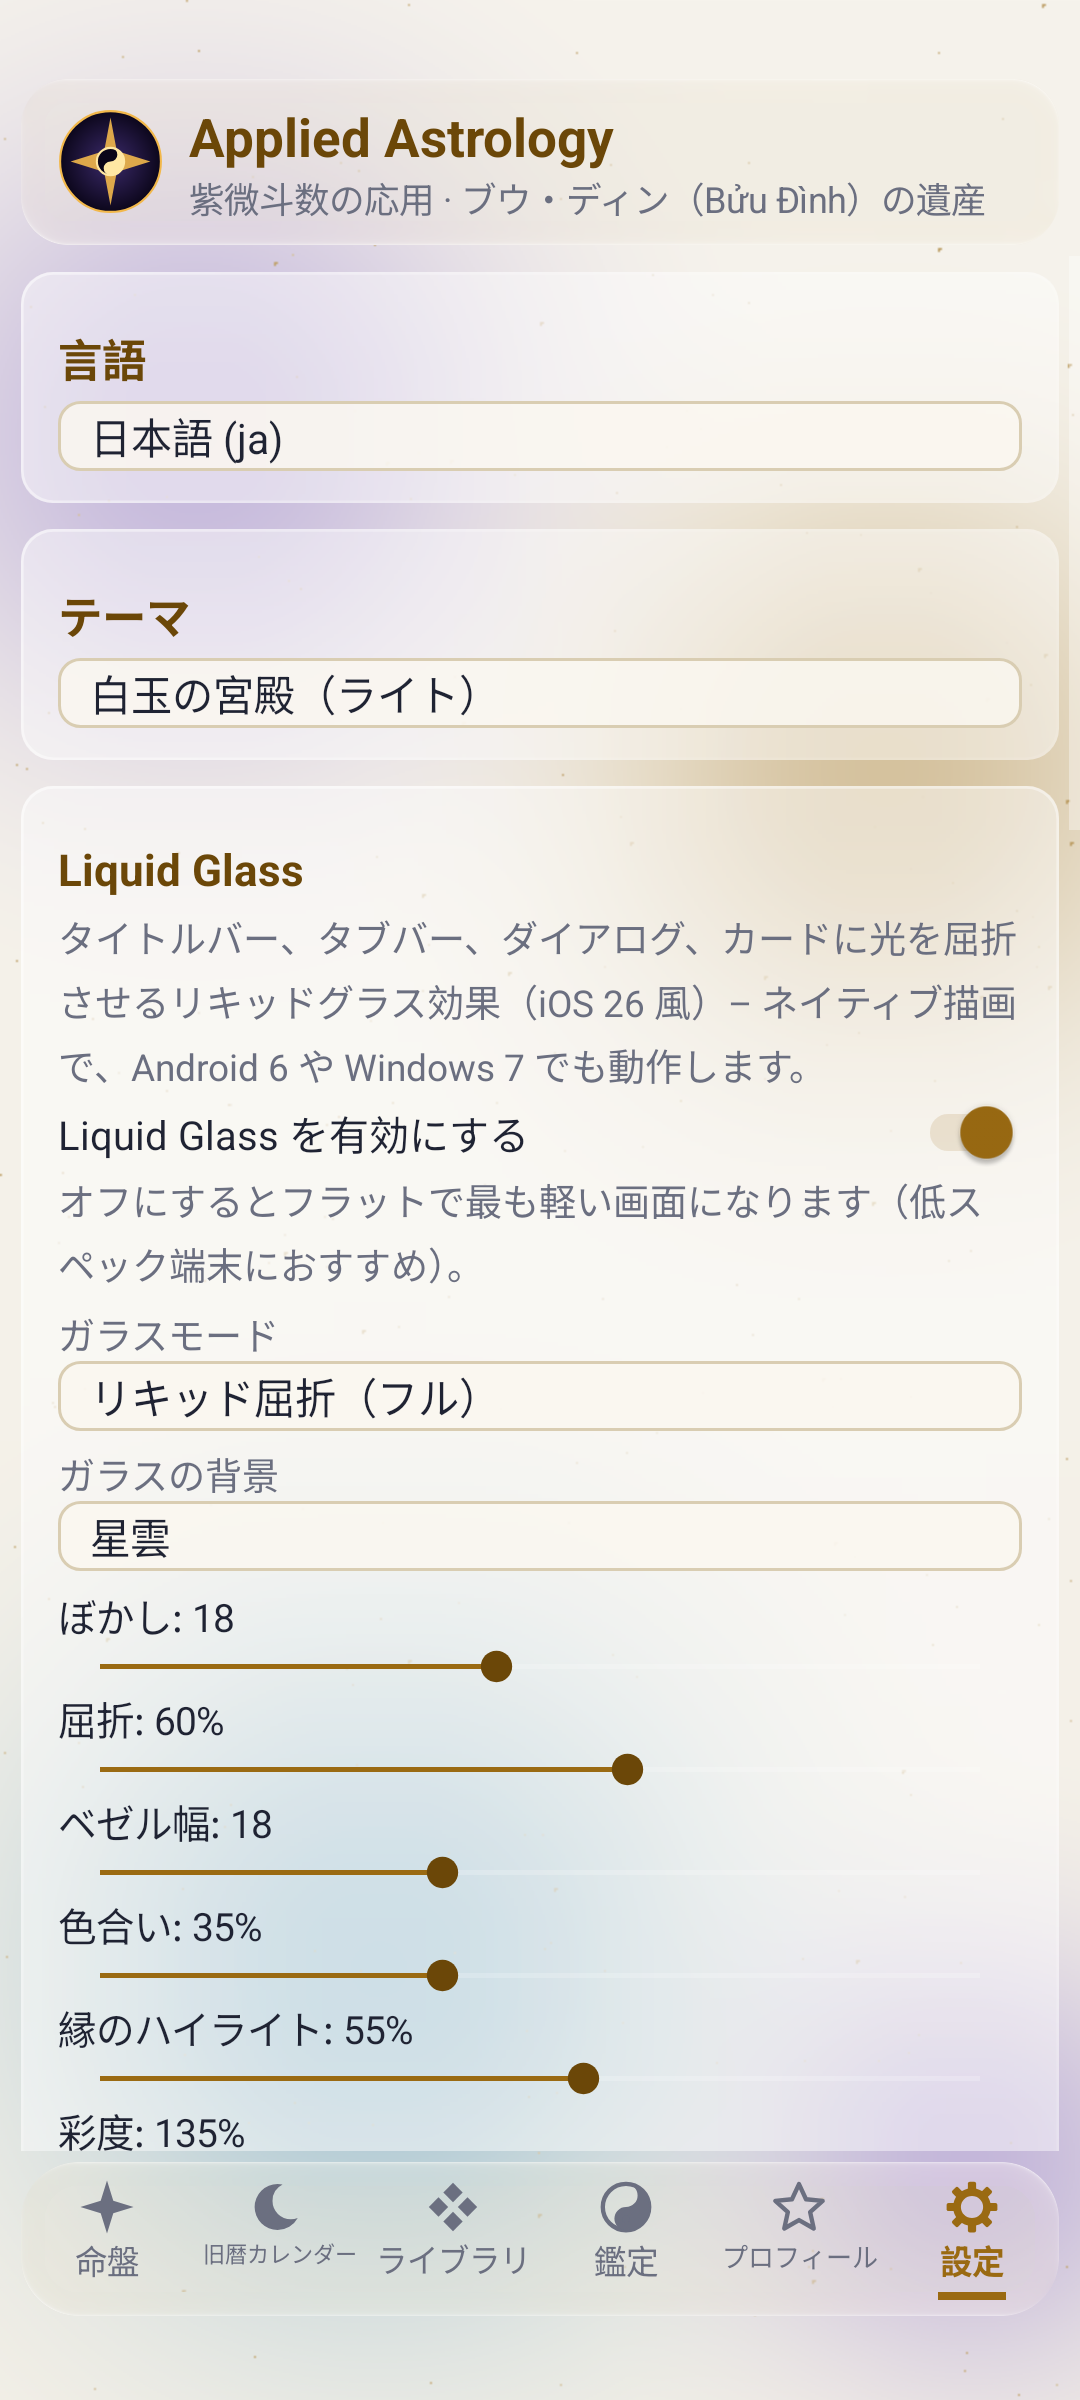 Applied Astrology
紫微斗数の応用 · ブウ・ディン（Bửu Đình）の遺産
言語
日本語 (ja)
テーマ
白玉の宮殿（ライト）
Liquid Glass
タイトルバー、タブバー、ダイアログ、カードに光を屈折
させるリキッドグラス効果（iOS 26 風）– ネイティブ描画
で、Android 6 や Windows 7 でも動作します。
Liquid Glass を有効にする
オフにするとフラットで最も軽い画面になります（低ス
ペック端末におすすめ）。
ガラスモード
リキッド屈折（フル）
ガラスの背景
星雲
ぼかし: 18
屈折: 60%
ベゼル幅: 18
色合い: 35%
縁のハイライト: 55%
彩度: 135%
命盤
旧暦カレンダー
ライブラリ
鑑定
プロフィール
設定